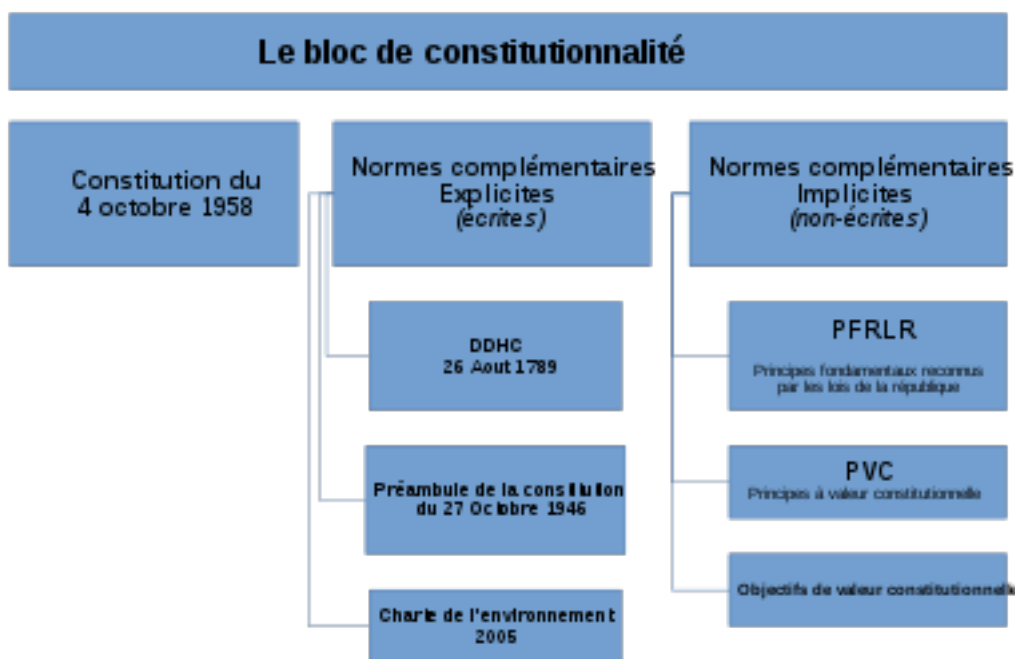 Le bloc de constitutionnalité
Constitution du
4 octobre 1958
Normes complémentaires
Explicites
(écrites)
DDHC
26 Aout 1789
Préambule de la constitution
du 27 Octobre 1946
Charte de l'environnement
2005
Normes complémentaires
Implicites
(non-écrites)
PFRLR
Principes fondamentaux reconnus
par les lois de la république
PVC
Principes à valeur constitutionnelle
Objectifs de valeur constitutionnelle